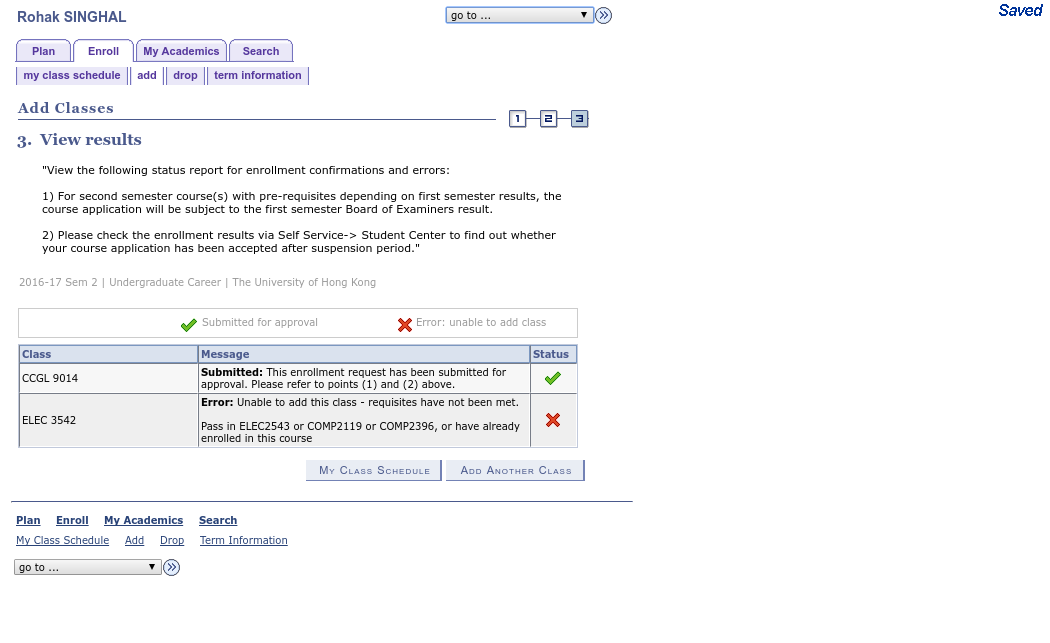 Rohak SINGHAL
go to ...
Saved
Plan
Enroll
My Academics
Search
my class schedule
add
drop
term information
Add Classes
1
2
3
3. View results
"View the following status report for enrollment confirmations and errors:
1) For second semester course(s) with pre-requisites depending on first semester results, the
course application will be subject to the first semester Board of Examiners result.
2) Please check the enrollment results via Self Service-> Student Center to find out whether
your course application has been accepted after suspension period."
2016-17 Sem 2 | Undergraduate Career | The University of Hong Kong
Submitted for approval
Error: unable to add class
Class
Message
Status
CCGL 9014
Submitted: This enrollment request has been submitted for
approval. Please refer to points (1) and (2) above.
ELEC 3542
Error: Unable to add this class - requisites have not been met.
Pass in ELEC2543 or COMP2119 or COMP2396, or have already
enrolled in this course
My Class Schedule
Add Another Class
Plan
Enroll
My Academics
Search
My Class Schedule
Add
Drop
Term Information
go to ...